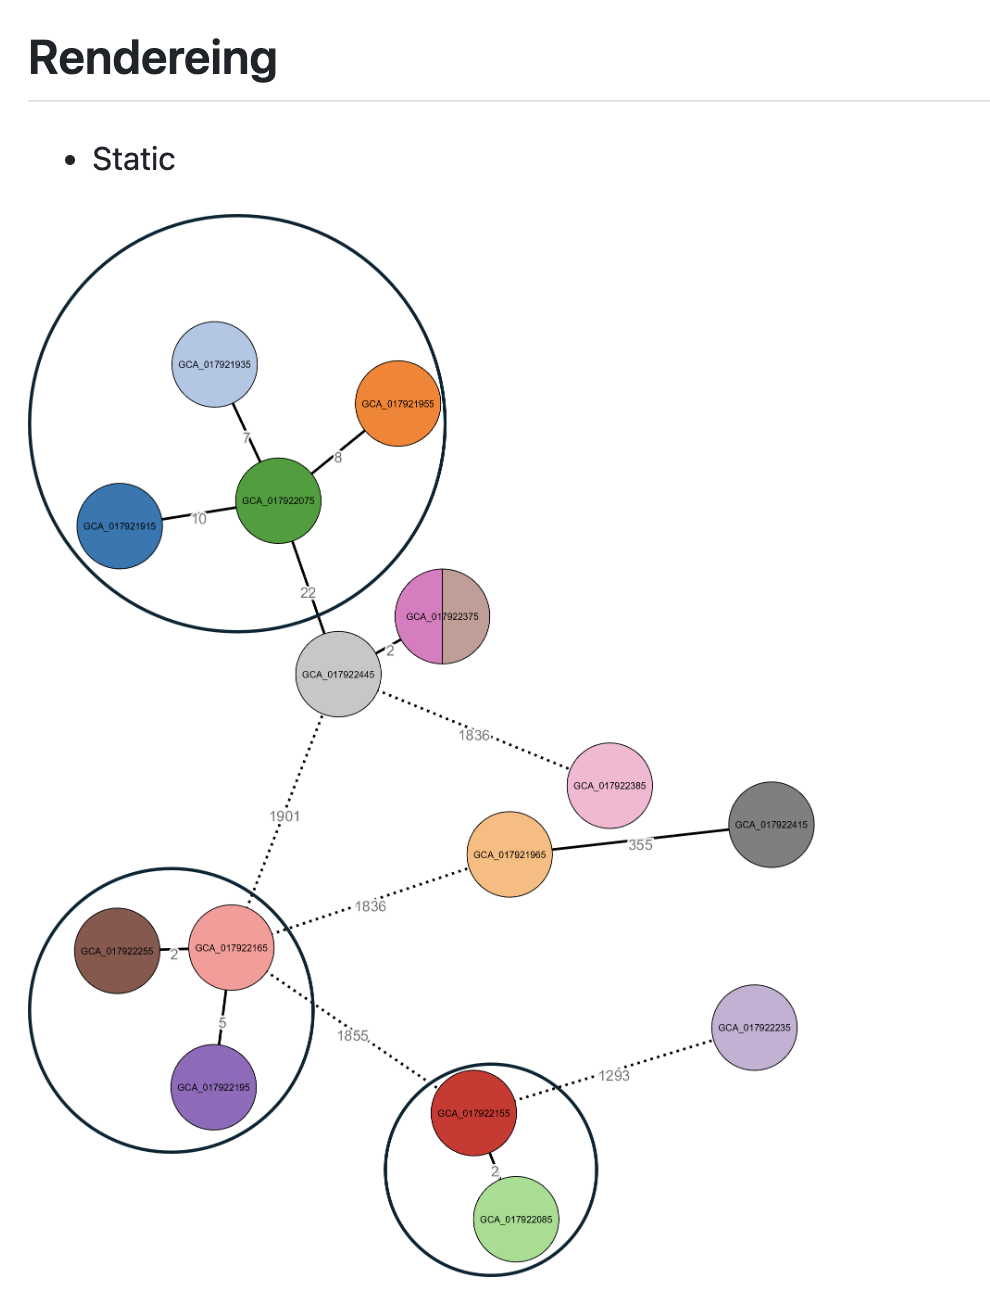 Rendereing
Static
GCA_017921935
GCA_017921955
7
8
GCA_017922075
10
GCA_017921915
22
GCA_017922375
2
GCA_017922445
1836
GCA_017922385
1901
GCA_017922415
355
GCA_017921965
1836
GCA_017922255
2
GCA_017922165
5
1855
GCA_017922235
1293
GCA_017922195
GCA_017922155
2
GCA_017922085